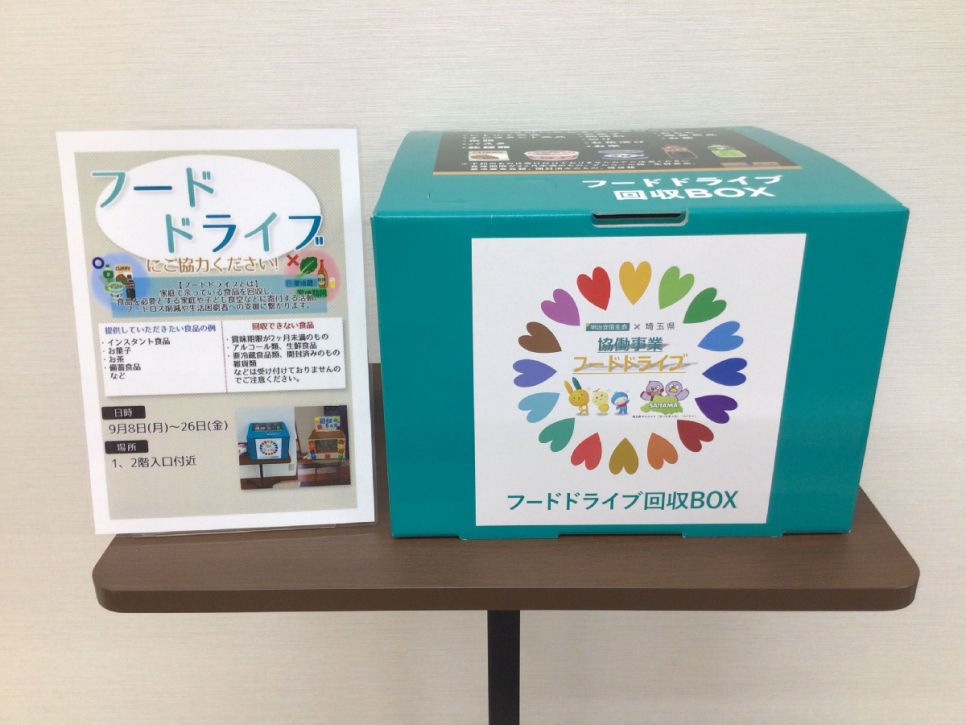 フード
ドライブ
にご協力ください!
【フードドライブとは】
家庭で余っている食品を回収し、
食品を必要とする家庭や子ども食堂などに寄付する活動。
フードロス削減や生活困窮者への支援に繋がります。
提供していただきたい食品の例
・インスタント食品
・お菓子
・お茶
・備蓄食品
など
回収できない食品
・賞味期限が2ヶ月未満のもの
・アルコール類、生鮮食品
・要冷蔵食品類、開封済みのもの
雑貨類
などは受け付けておりませんの
でご注意ください。
日時
9月8日(月)~26日(金)
場所
1、2階入口付近
フードドライブ
回収BOX
明治安田生命 × 埼玉県
協働事業
フードドライブ
SAITAMA
フードドライブ回収BOX